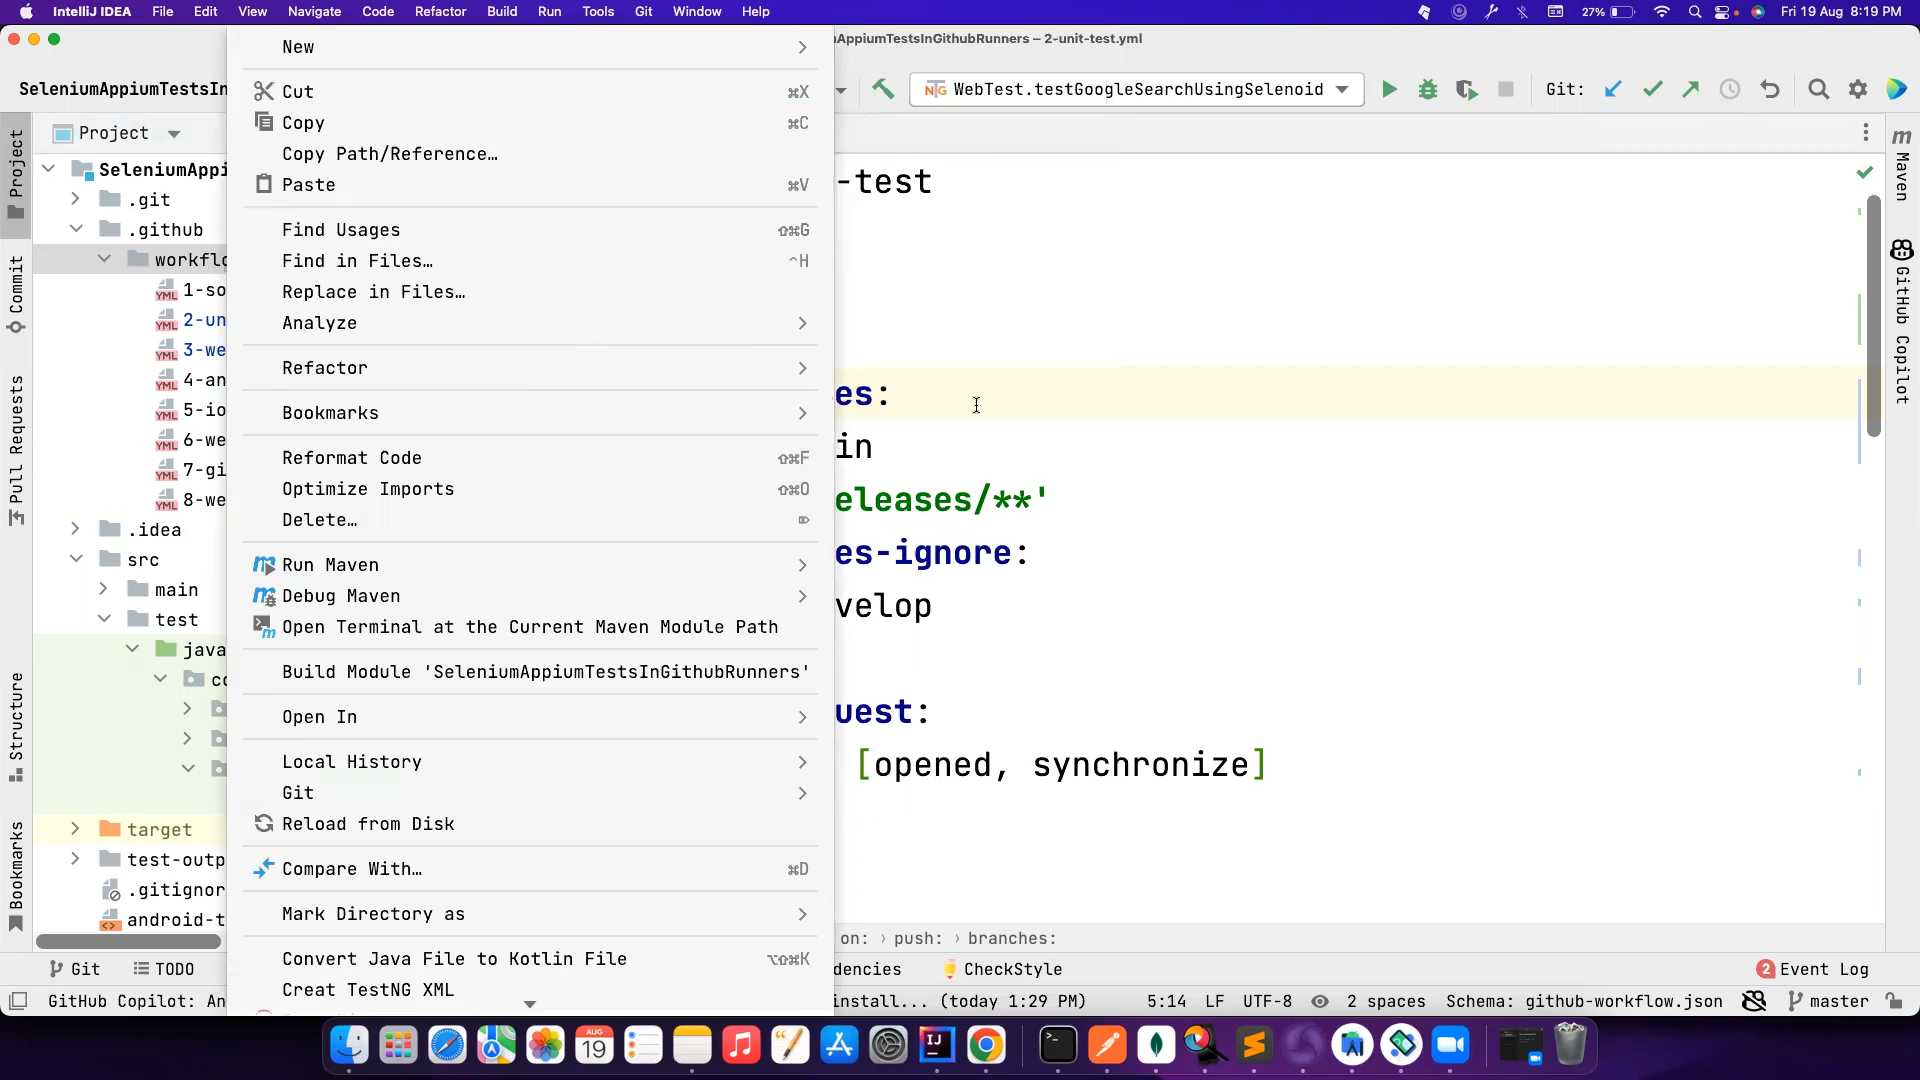 IntelliJ IDEA File Edit View Navigate Code Refactor Build Run Tools Git Window Help 27% Fri 19 Aug 8:19 PM
AppiumTestsInGithubRunners – 2-unit-test.yml
SeleniumAppiumTestsIn
WebTest.testGoogleSearchUsingSelenoid
Git:
Project
SeleniumAppi
.git
.github
workflo
1-so
2-un
3-we
4-an
5-io
6-we
7-gi
8-we
.idea
src
main
test
java
co
target
test-outp
.gitignor
android-t
Project
Commit
Pull Requests
Structure
Bookmarks
New
Cut ⌘X
Copy ⌘C
Copy Path/Reference…
Paste ⌘V
Find Usages ⇧⌘G
Find in Files… ^H
Replace in Files…
Analyze
Refactor
Bookmarks
Reformat Code ⇧⌘F
Optimize Imports ⇧⌘O
Delete… ⌦
Run Maven
Debug Maven
Open Terminal at the Current Maven Module Path
Build Module 'SeleniumAppiumTestsInGithubRunners'
Open In
Local History
Git
Reload from Disk
Compare With… ⌘D
Mark Directory as
Convert Java File to Kotlin File ⌥⇧⌘K
Creat TestNG XML
-test
es:
in
eleases/**'
es-ignore:
velop
uest:
[opened, synchronize]
on: › push: › branches:
Maven
GitHub Copilot
Git TODO dencies CheckStyle 2 Event Log
GitHub Copilot: An install... (today 1:29 PM) 5:14 LF UTF-8 2 spaces Schema: github-workflow.json master
AUG
19
IJ